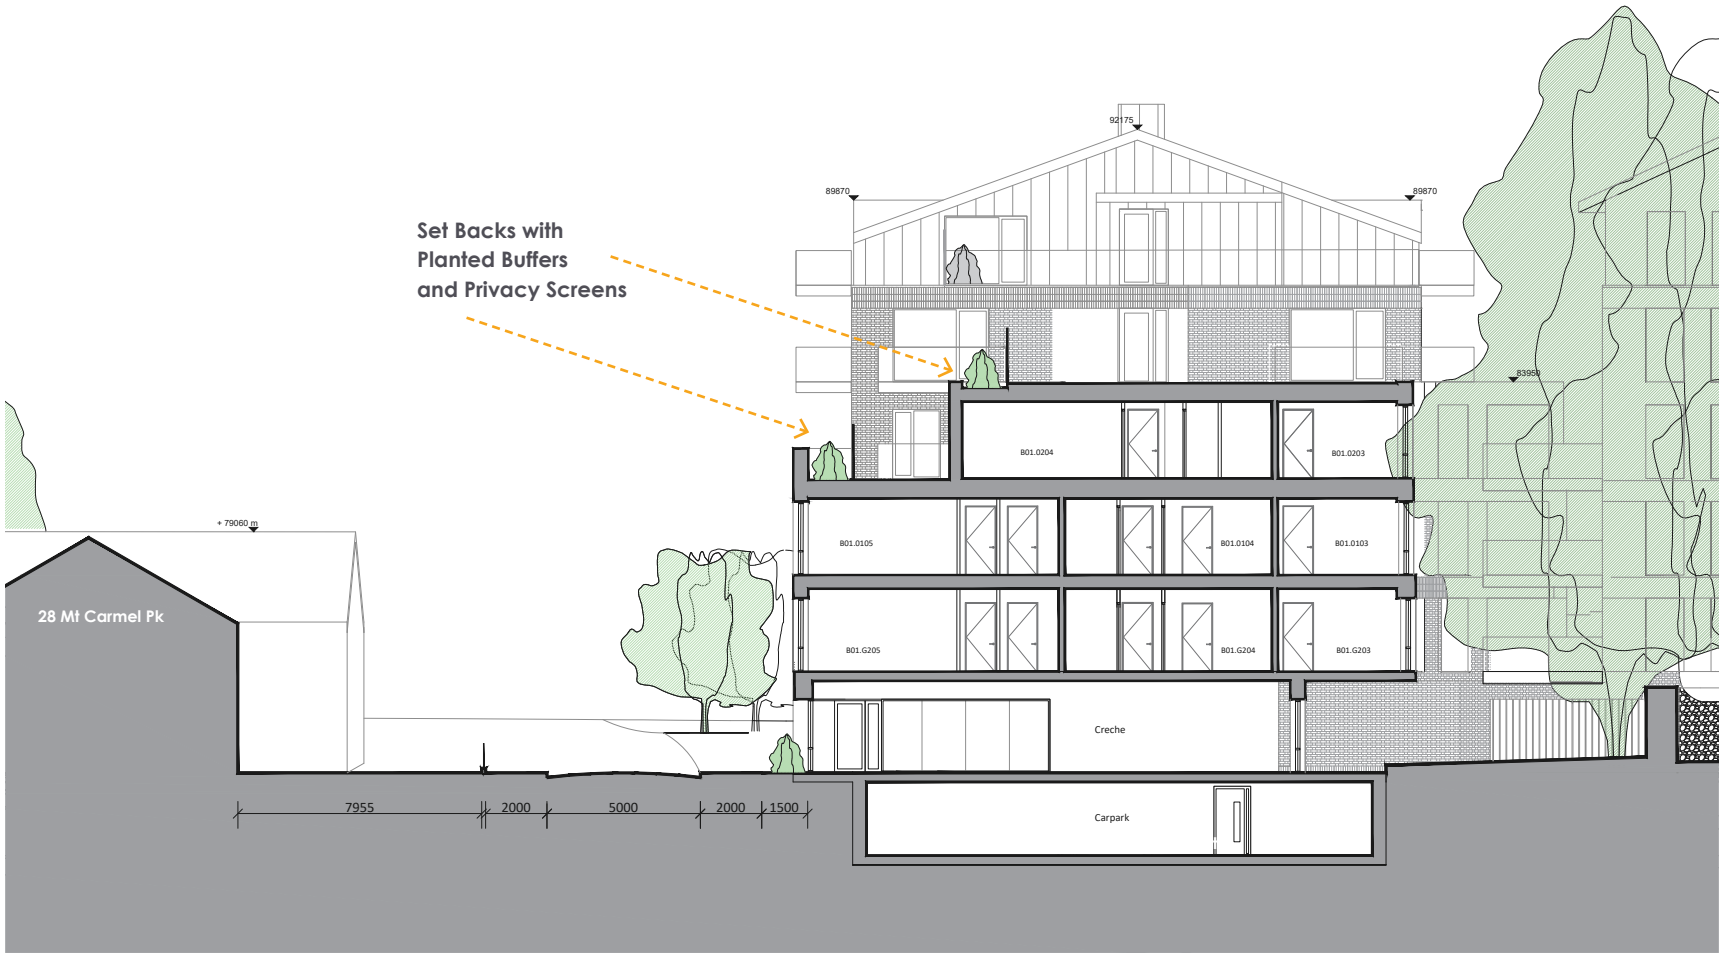 92175
89870
89870
Set Backs with
Planted Buffers
and Privacy Screens
83950
B01.0204
B01.0203
+ 79060 m
B01.0105
B01.0104
B01.0103
28 Mt Carmel Pk
B01.G205
B01.G204
B01.G203
Creche
7955
2000
5000
2000
1500
Carpark